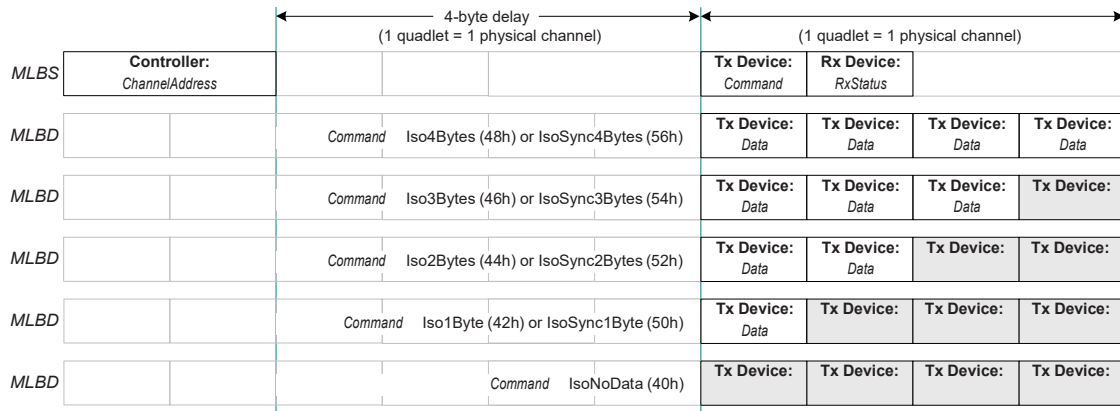 4-byte delay
(1 quadlet = 1 physical channel) (1 quadlet = 1 physical channel)
MLBS Controller: Tx Device: Rx Device:
ChannelAddress Command RxStatus
MLBD Command Iso4Bytes (48h) or IsoSync4Bytes (56h) Tx Device: Tx Device: Tx Device: Tx Device:
Data Data Data Data
MLBD Command Iso3Bytes (46h) or IsoSync3Bytes (54h) Tx Device: Tx Device: Tx Device: Tx Device:
Data Data Data
MLBD Command Iso2Bytes (44h) or IsoSync2Bytes (52h) Tx Device: Tx Device: Tx Device: Tx Device:
Data Data
MLBD Command Iso1Byte (42h) or IsoSync1Byte (50h) Tx Device: Tx Device: Tx Device: Tx Device:
Data
MLBD Command IsoNoData (40h) Tx Device: Tx Device: Tx Device: Tx Device: